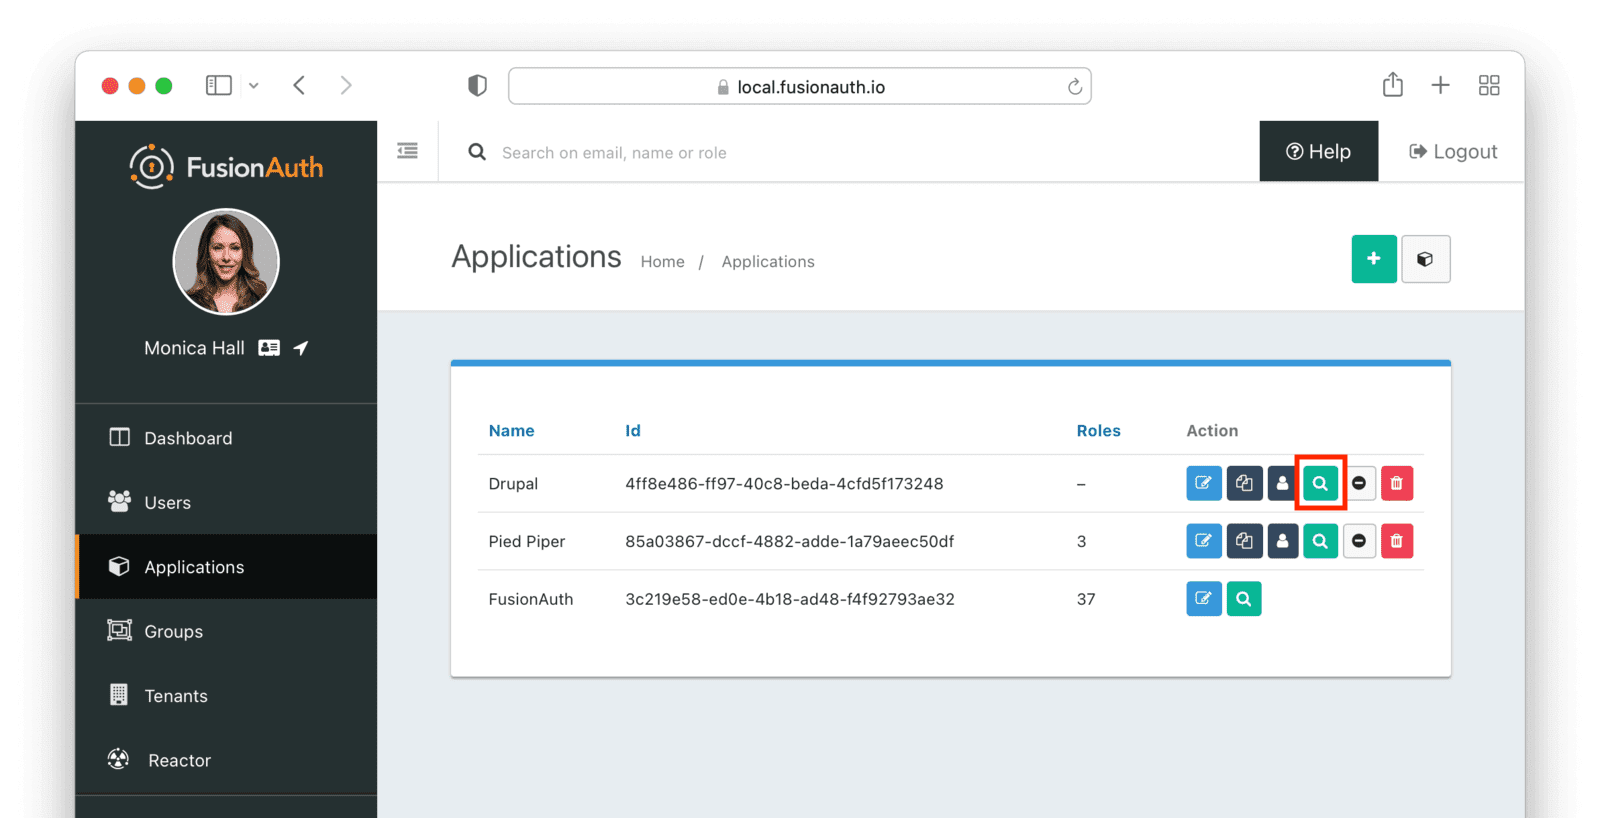 local.fusionauth.io
FusionAuth
Search on email, name or role
Help
Logout
Monica Hall
Applications
Home / Applications
Dashboard
Users
Applications
Groups
Tenants
Reactor
Name Id Roles Action
Drupal 4ff8e486-ff97-40c8-beda-4cfd5f173248 –
Pied Piper 85a03867-dccf-4882-adde-1a79aeec50df 3
FusionAuth 3c219e58-ed0e-4b18-ad48-f4f92793ae32 37